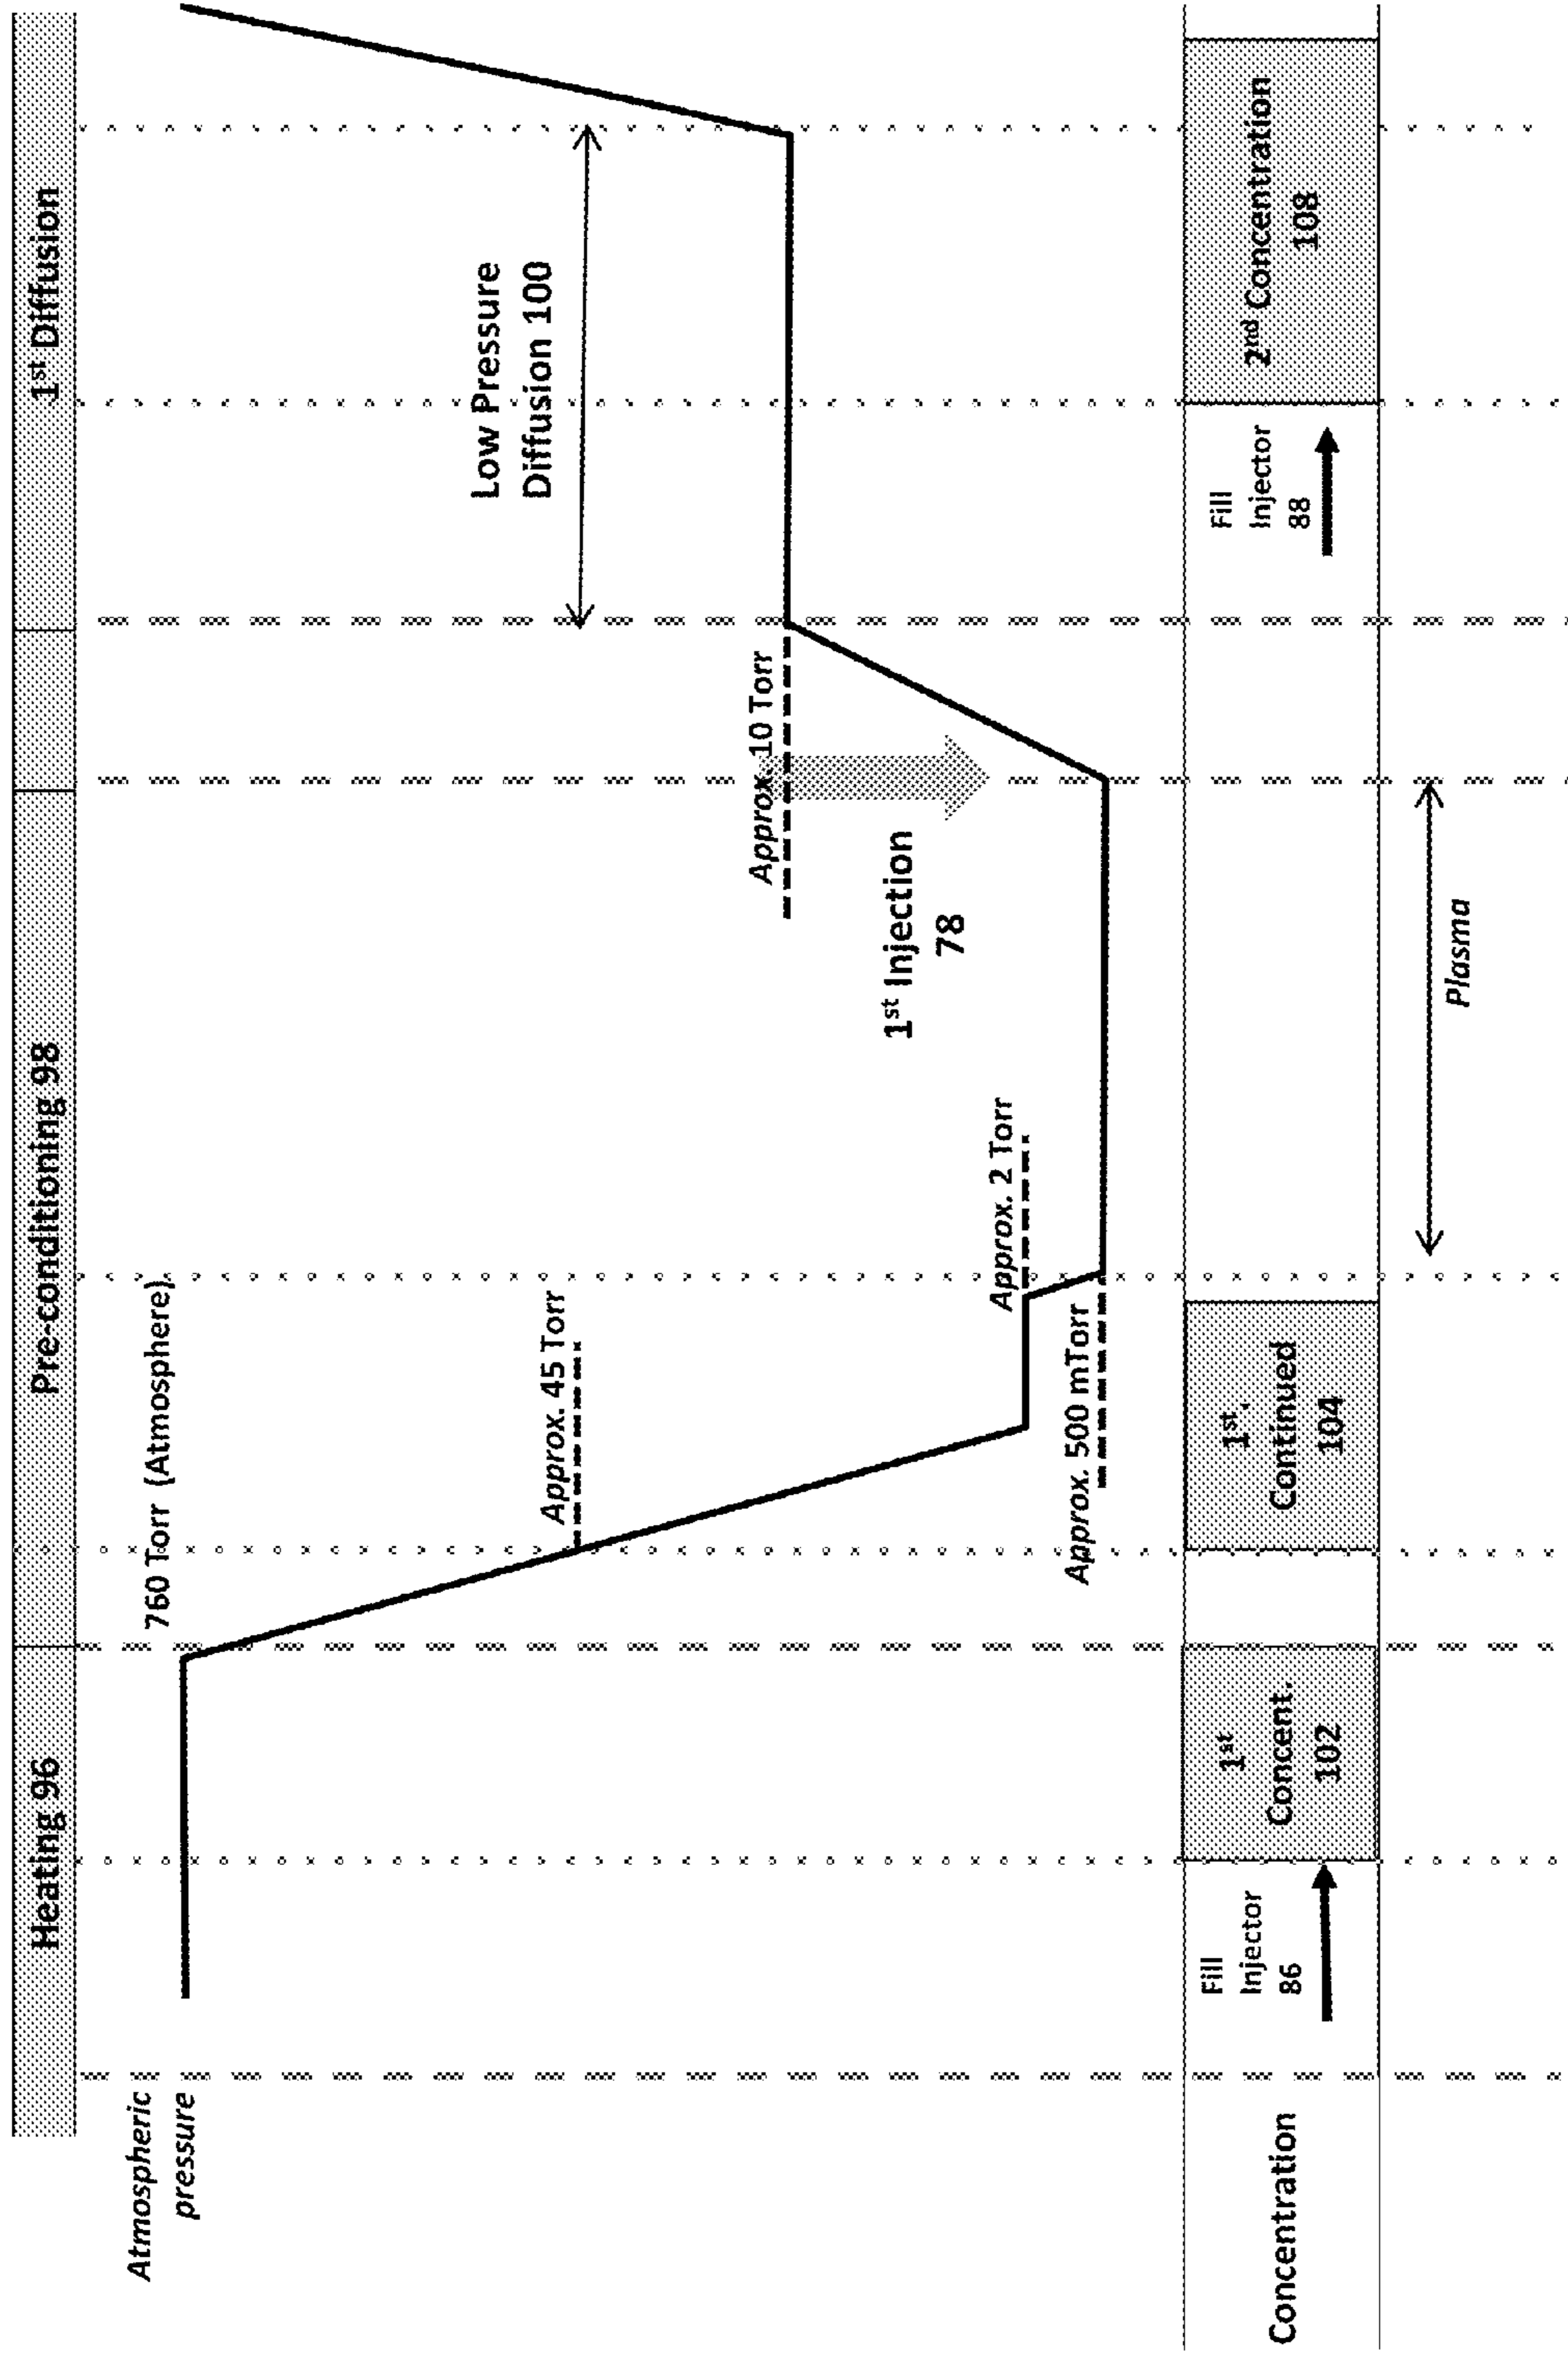 Heating 96
Pre-conditioning 98
1st Diffusion
Atmospheric
pressure
760 Torr (Atmosphere)
Approx. 45 Torr
Low Pressure
Diffusion 100
Approx. 10 Torr
1st Injection
78
Approx. 2 Torr
Approx. 500 mTorr
Concentration
Fill
Injector
86
1st
Concent.
102
1st.
Continued
104
Fill
Injector
88
2nd Concentration
108
Plasma